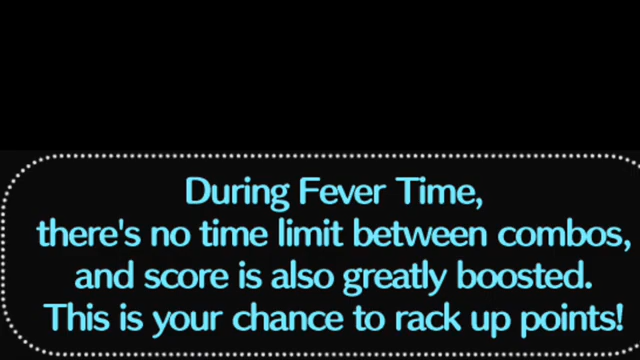 During Fever Time,
there's no time limit between combos,
and score is also greatly boosted.
This is your chance to rack up points!